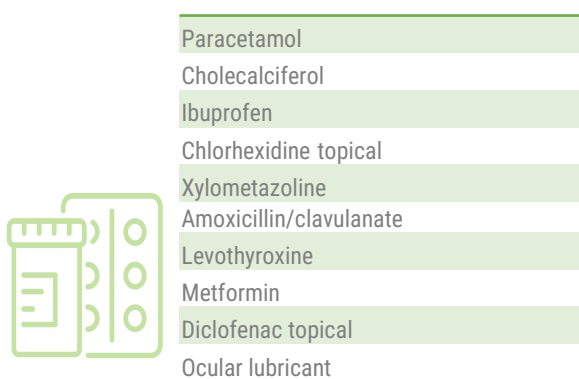 Paracetamol
Cholecalciferol
Ibuprofen
Chlorhexidine topical
Xylometazoline
Amoxicillin/clavulanate
Levothyroxine
Metformin
Diclofenac topical
Ocular lubricant